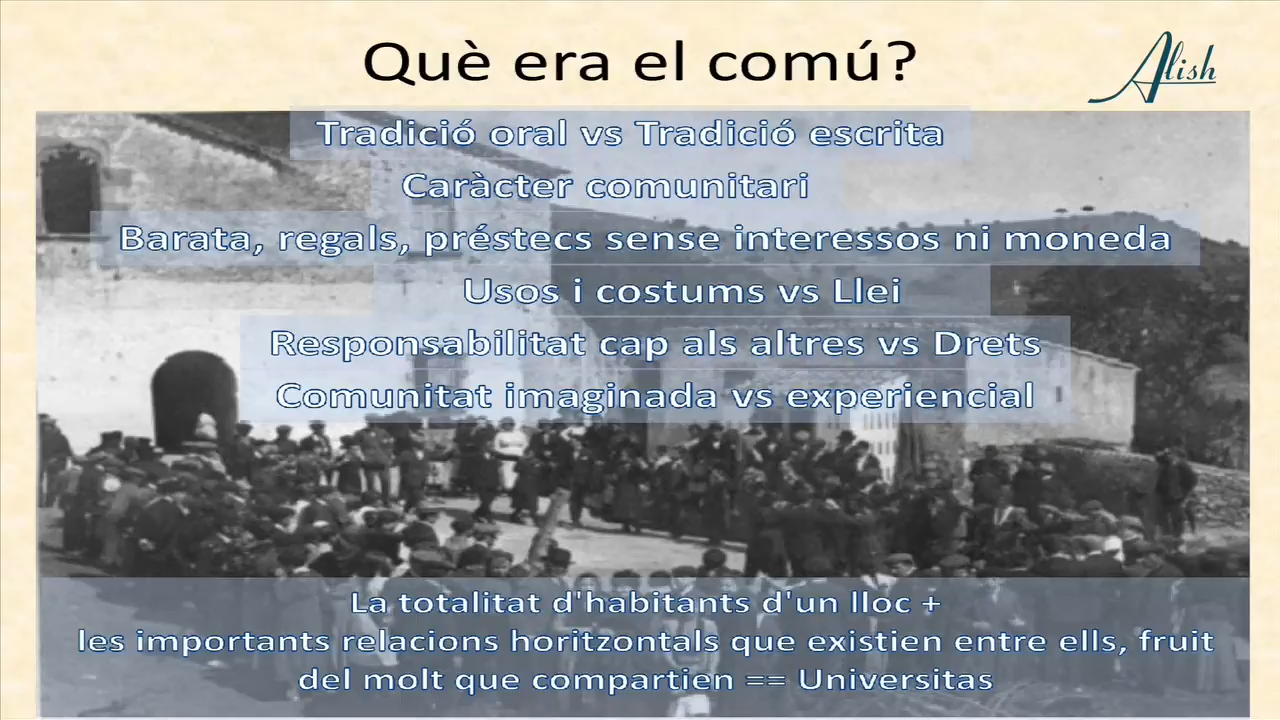 Què era el comú?
Alish
Tradició oral vs Tradició escrita
Caràcter comunitari
Barata, regals, préstecs sense interessos ni moneda
Usos i costums vs Llei
Responsabilitat cap als altres vs Drets
Comunitat imaginada vs experiencial
La totalitat d'habitants d'un lloc +
les importants relacions horitzontals que existien entre ells, fruit
del molt que compartien == Universitas